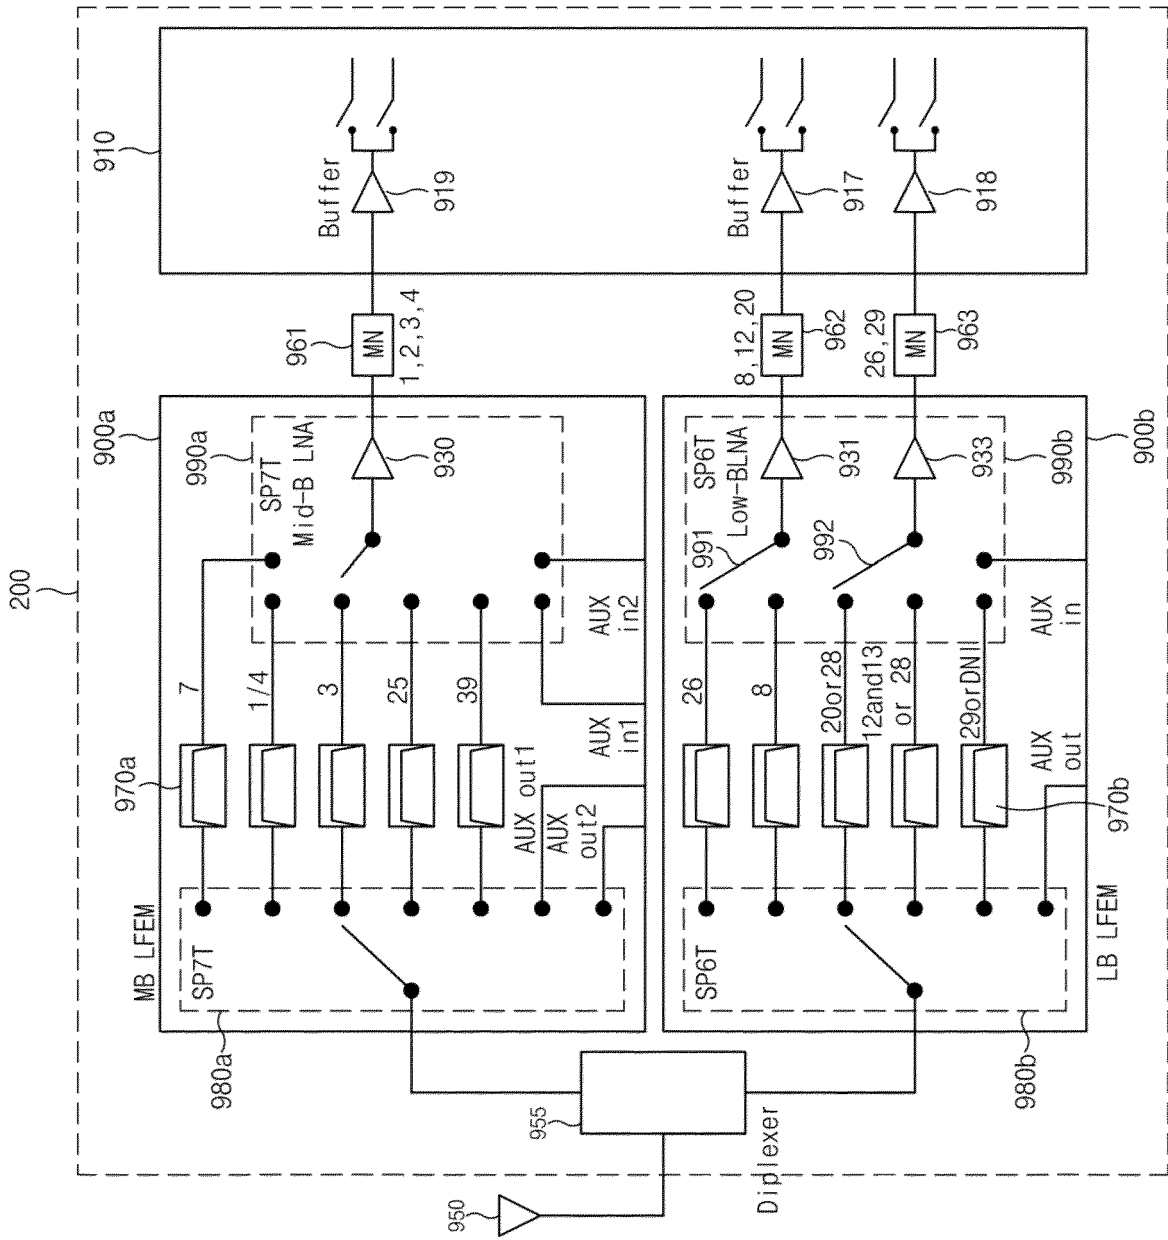 200
910
Buffer
919
Buffer
917
918
961
MN
1,2,3,4
8,12,20
MN
962
26,29
MN
963
900a
990a
SP7T
Mid-B LNA
930
SP6T
Low-BLNA
931
933
990b
900b
991
992
7
1/4
3
25
39
AUX
in2
AUX
in1
26
8
20or28
12and13
or 28
29orDNI
AUX
in
970a
AUX
out1
AUX
out2
AUX
out
970b
MB LFEM
SP7T
980a
SP6T
LB LFEM
980b
955
Diplexer
950